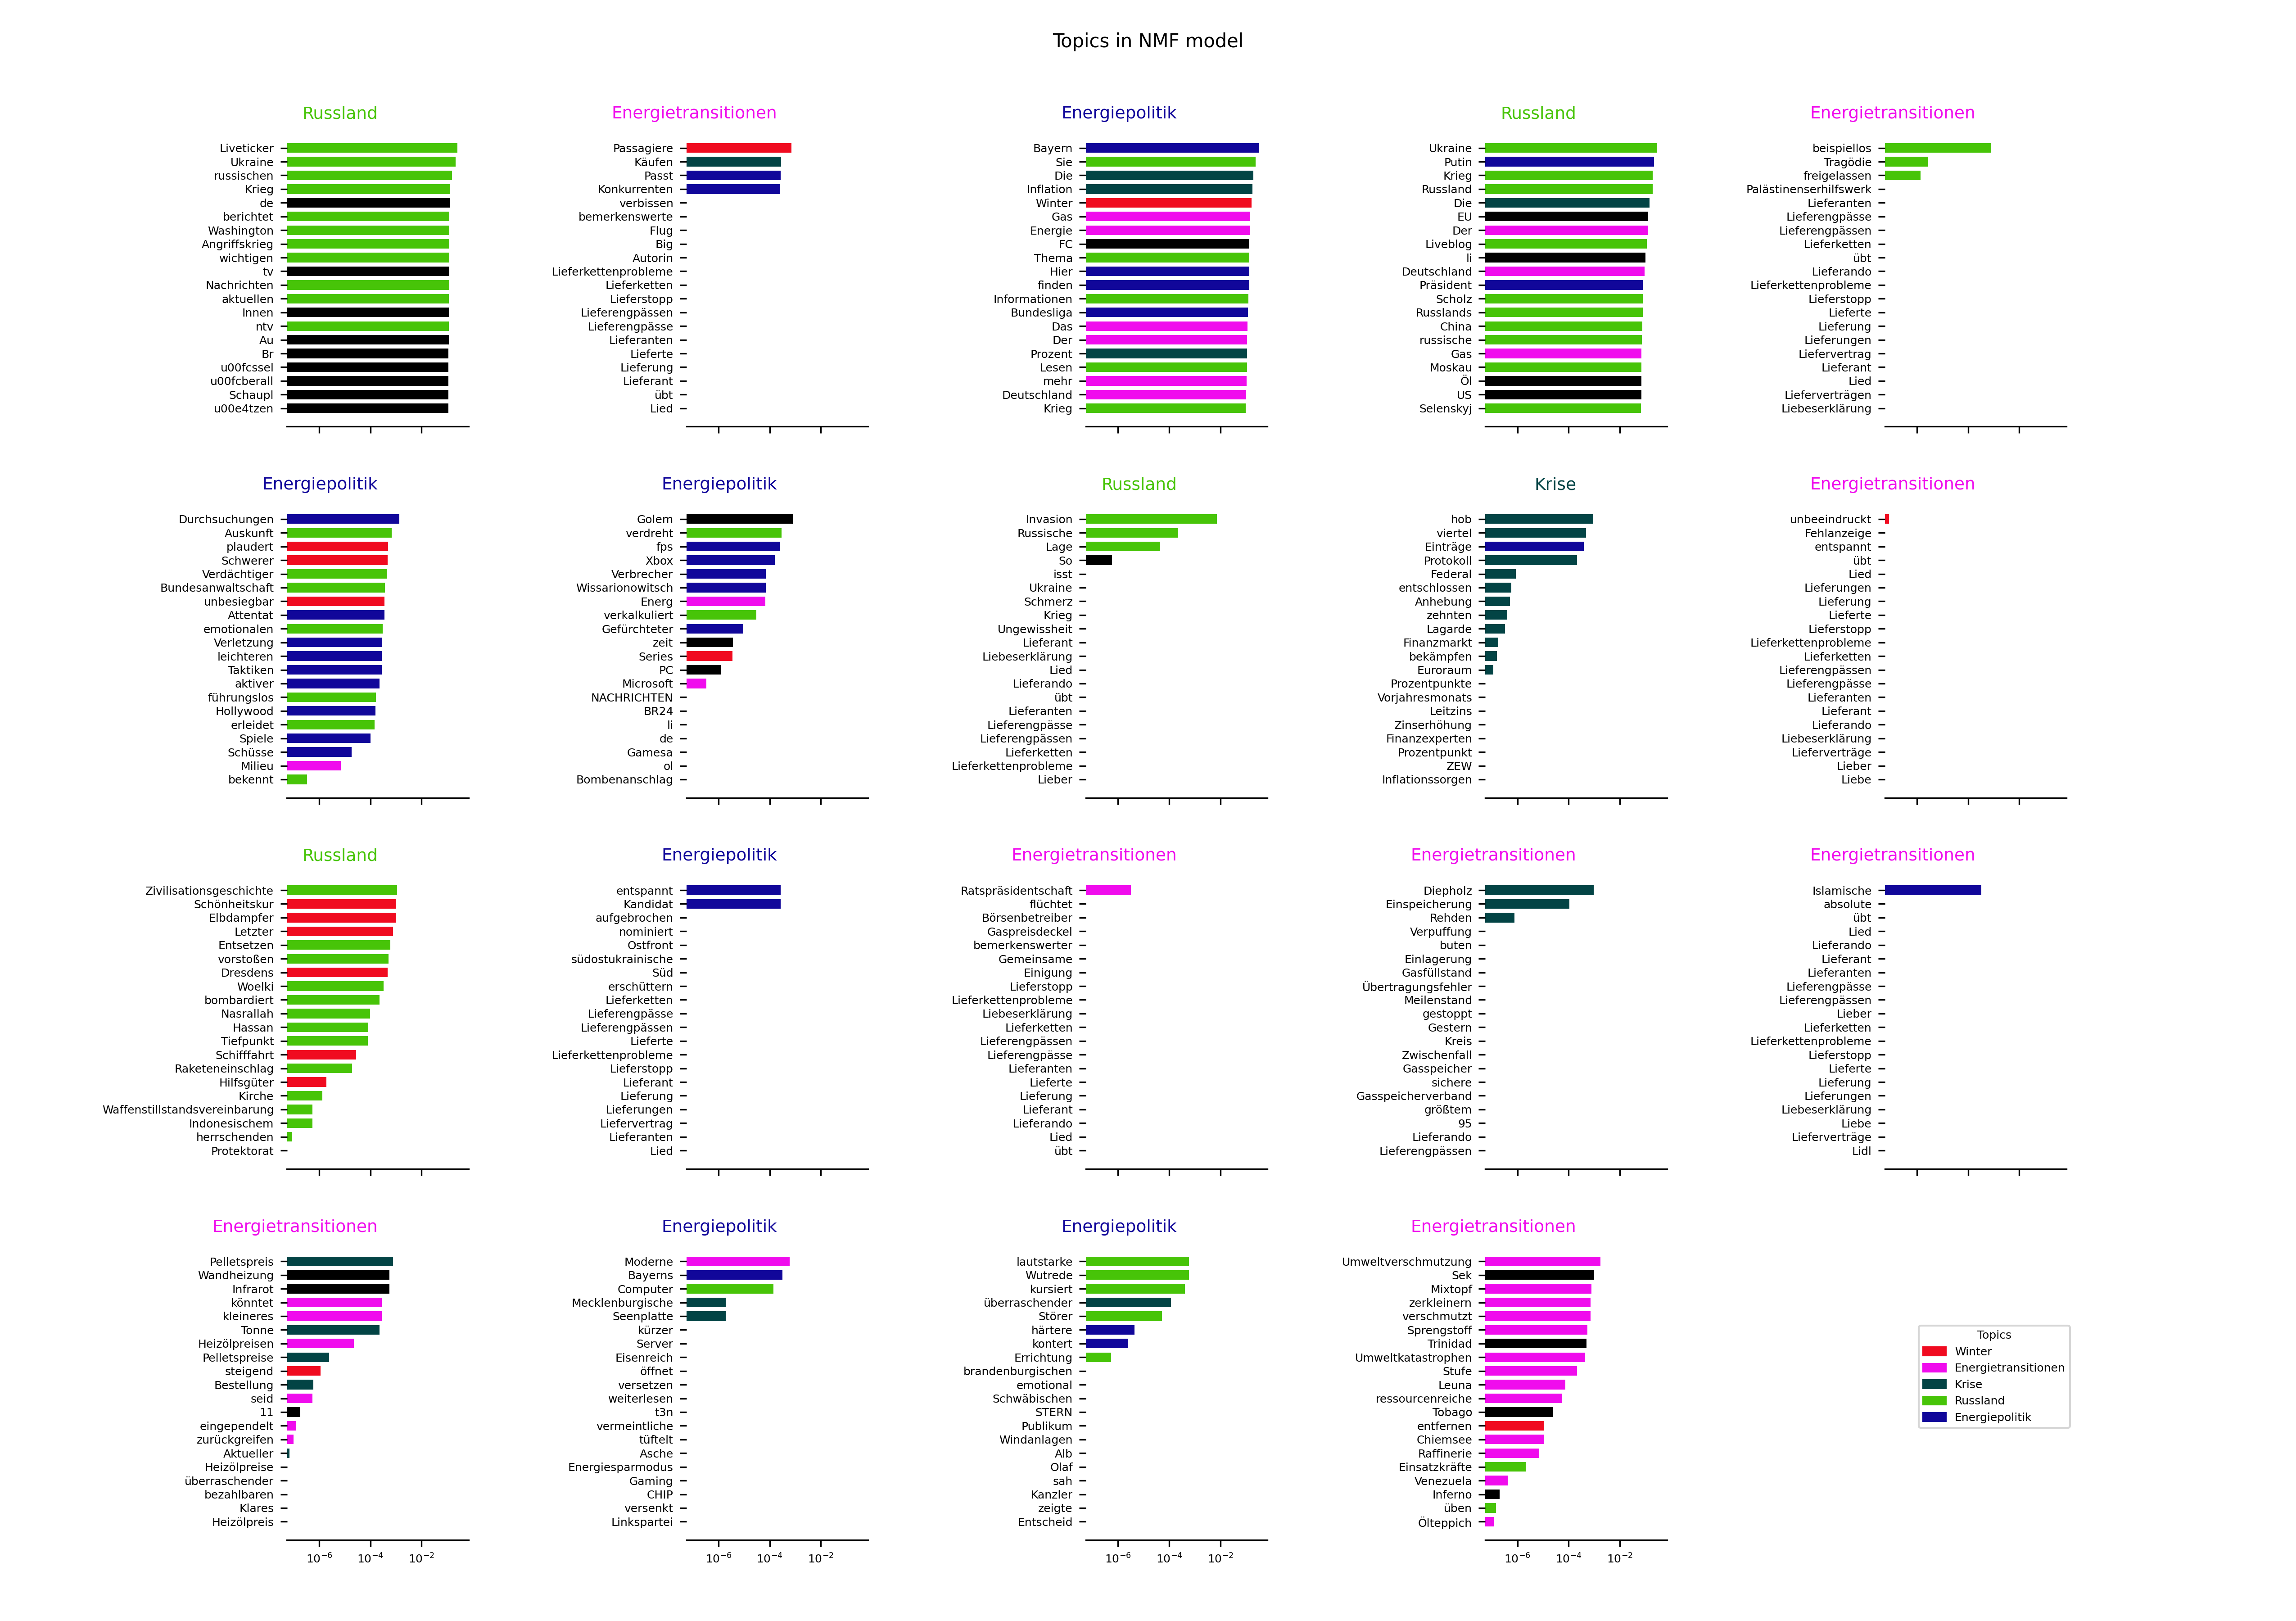 Topics in NMF model
Russland
Liveticker
Ukraine
russischen
Krieg
de
berichtet
Washington
Angriffskrieg
wichtigen
tv
Nachrichten
aktuellen
Innen
ntv
Au
Br
u00fcssel
u00fcberall
Schaupl
u00e4tzen
Energietransitionen
Passagiere
Käufen
Passt
Konkurrenten
verbissen
bemerkenswerte
Flug
Big
Autorin
Lieferkettenprobleme
Lieferketten
Lieferstopp
Lieferengpässen
Lieferengpässe
Lieferanten
Lieferte
Lieferung
Lieferant
übt
Lied
Energiepolitik
Bayern
Sie
Die
Inflation
Winter
Gas
Energie
FC
Thema
Hier
finden
Informationen
Bundesliga
Das
Der
Prozent
Lesen
mehr
Deutschland
Krieg
Russland
Ukraine
Putin
Krieg
Russland
Die
EU
Der
Liveblog
li
Deutschland
Präsident
Scholz
Russlands
China
russische
Gas
Moskau
Öl
US
Selenskyj
Energietransitionen
beispiellos
Tragödie
freigelassen
Palästinenserhilfswerk
Lieferanten
Lieferengpässe
Lieferengpässen
Lieferketten
übt
Lieferando
Lieferkettenprobleme
Lieferstopp
Lieferte
Lieferung
Lieferungen
Liefervertrag
Lieferant
Lied
Lieferverträgen
Liebeserklärung
Energiepolitik
Durchsuchungen
Auskunft
plaudert
Schwerer
Verdächtiger
Bundesanwaltschaft
unbesiegbar
Attentat
emotionalen
Verletzung
leichteren
Taktiken
aktiver
führungslos
Hollywood
erleidet
Spiele
Schüsse
Milieu
bekennt
Energiepolitik
Golem
verdreht
fps
Xbox
Verbrecher
Wissarionowitsch
Energ
verkalkuliert
Gefürchteter
zeit
Series
PC
Microsoft
NACHRICHTEN
BR24
li
de
Gamesa
ol
Bombenanschlag
Russland
Invasion
Russische
Lage
So
isst
Ukraine
Schmerz
Krieg
Ungewissheit
Lieferant
Liebeserklärung
Lied
Lieferando
übt
Lieferanten
Lieferengpässe
Lieferengpässen
Lieferketten
Lieferkettenprobleme
Lieber
Krise
hob
viertel
Einträge
Protokoll
Federal
entschlossen
Anhebung
zehnten
Lagarde
Finanzmarkt
bekämpfen
Euroraum
Prozentpunkte
Vorjahresmonats
Leitzins
Zinserhöhung
Finanzexperten
Prozentpunkt
ZEW
Inflationssorgen
Energietransitionen
unbeeindruckt
Fehlanzeige
entspannt
übt
Lied
Lieferungen
Lieferung
Lieferte
Lieferstopp
Lieferkettenprobleme
Lieferketten
Lieferengpässen
Lieferengpässe
Lieferanten
Lieferant
Lieferando
Liebeserklärung
Lieferverträge
Lieber
Liebe
Russland
Zivilisationsgeschichte
Schönheitskur
Elbdampfer
Letzter
Entsetzen
vorstoßen
Dresdens
Woelki
bombardiert
Nasrallah
Hassan
Tiefpunkt
Schifffahrt
Raketeneinschlag
Hilfsgüter
Kirche
Waffenstillstandsvereinbarung
Indonesischem
herrschenden
Protektorat
Energiepolitik
entspannt
Kandidat
aufgebrochen
nominiert
Ostfront
südostukrainische
Süd
erschüttern
Lieferketten
Lieferengpässe
Lieferengpässen
Lieferte
Lieferkettenprobleme
Lieferstopp
Lieferant
Lieferung
Lieferungen
Liefervertrag
Lieferanten
Lied
Energietransitionen
Ratspräsidentschaft
flüchtet
Börsenbetreiber
Gaspreisdeckel
bemerkenswerter
Gemeinsame
Einigung
Lieferstopp
Lieferkettenprobleme
Liebeserklärung
Lieferketten
Lieferengpässen
Lieferengpässe
Lieferanten
Lieferte
Lieferung
Lieferant
Lieferando
Lied
übt
Energietransitionen
Diepholz
Einspeicherung
Rehden
Verpuffung
buten
Einlagerung
Gasfüllstand
Übertragungsfehler
Meilenstand
gestoppt
Gestern
Kreis
Zwischenfall
Gasspeicher
sichere
Gasspeicherverband
größtem
95
Lieferando
Lieferengpässen
Energietransitionen
Islamische
absolute
übt
Lied
Lieferando
Lieferant
Lieferanten
Lieferengpässe
Lieferengpässen
Lieber
Lieferketten
Lieferkettenprobleme
Lieferstopp
Lieferte
Lieferung
Lieferungen
Liebeserklärung
Liebe
Lieferverträge
Lidl
Energietransitionen
Pelletspreis
Wandheizung
Infrarot
könntet
kleineres
Tonne
Heizölpreisen
Pelletspreise
steigend
Bestellung
seid
11
eingependelt
zurückgreifen
Aktueller
Heizölpreise
überraschender
bezahlbaren
Klares
Heizölpreis
10⁻⁶ 10⁻⁴ 10⁻²
Energiepolitik
Moderne
Bayerns
Computer
Mecklenburgische
Seenplatte
kürzer
Server
Eisenreich
öffnet
versetzen
weiterlesen
t3n
vermeintliche
tüftelt
Asche
Energiesparmodus
Gaming
CHIP
versenkt
Linkspartei
10⁻⁶ 10⁻⁴ 10⁻²
Energiepolitik
lautstarke
Wutrede
kursiert
überraschender
Störer
härtere
kontert
Errichtung
brandenburgischen
emotional
Schwäbischen
STERN
Publikum
Windanlagen
Alb
Olaf
sah
Kanzler
zeigte
Entscheid
10⁻⁶ 10⁻⁴ 10⁻²
Energietransitionen
Umweltverschmutzung
Sek
Mixtopf
zerkleinern
verschmutzt
Sprengstoff
Trinidad
Umweltkatastrophen
Stufe
Leuna
ressourcenreiche
Tobago
entfernen
Chiemsee
Raffinerie
Einsatzkräfte
Venezuela
Inferno
üben
Ölteppich
10⁻⁶ 10⁻⁴ 10⁻²
Topics
Winter
Energietransitionen
Krise
Russland
Energiepolitik